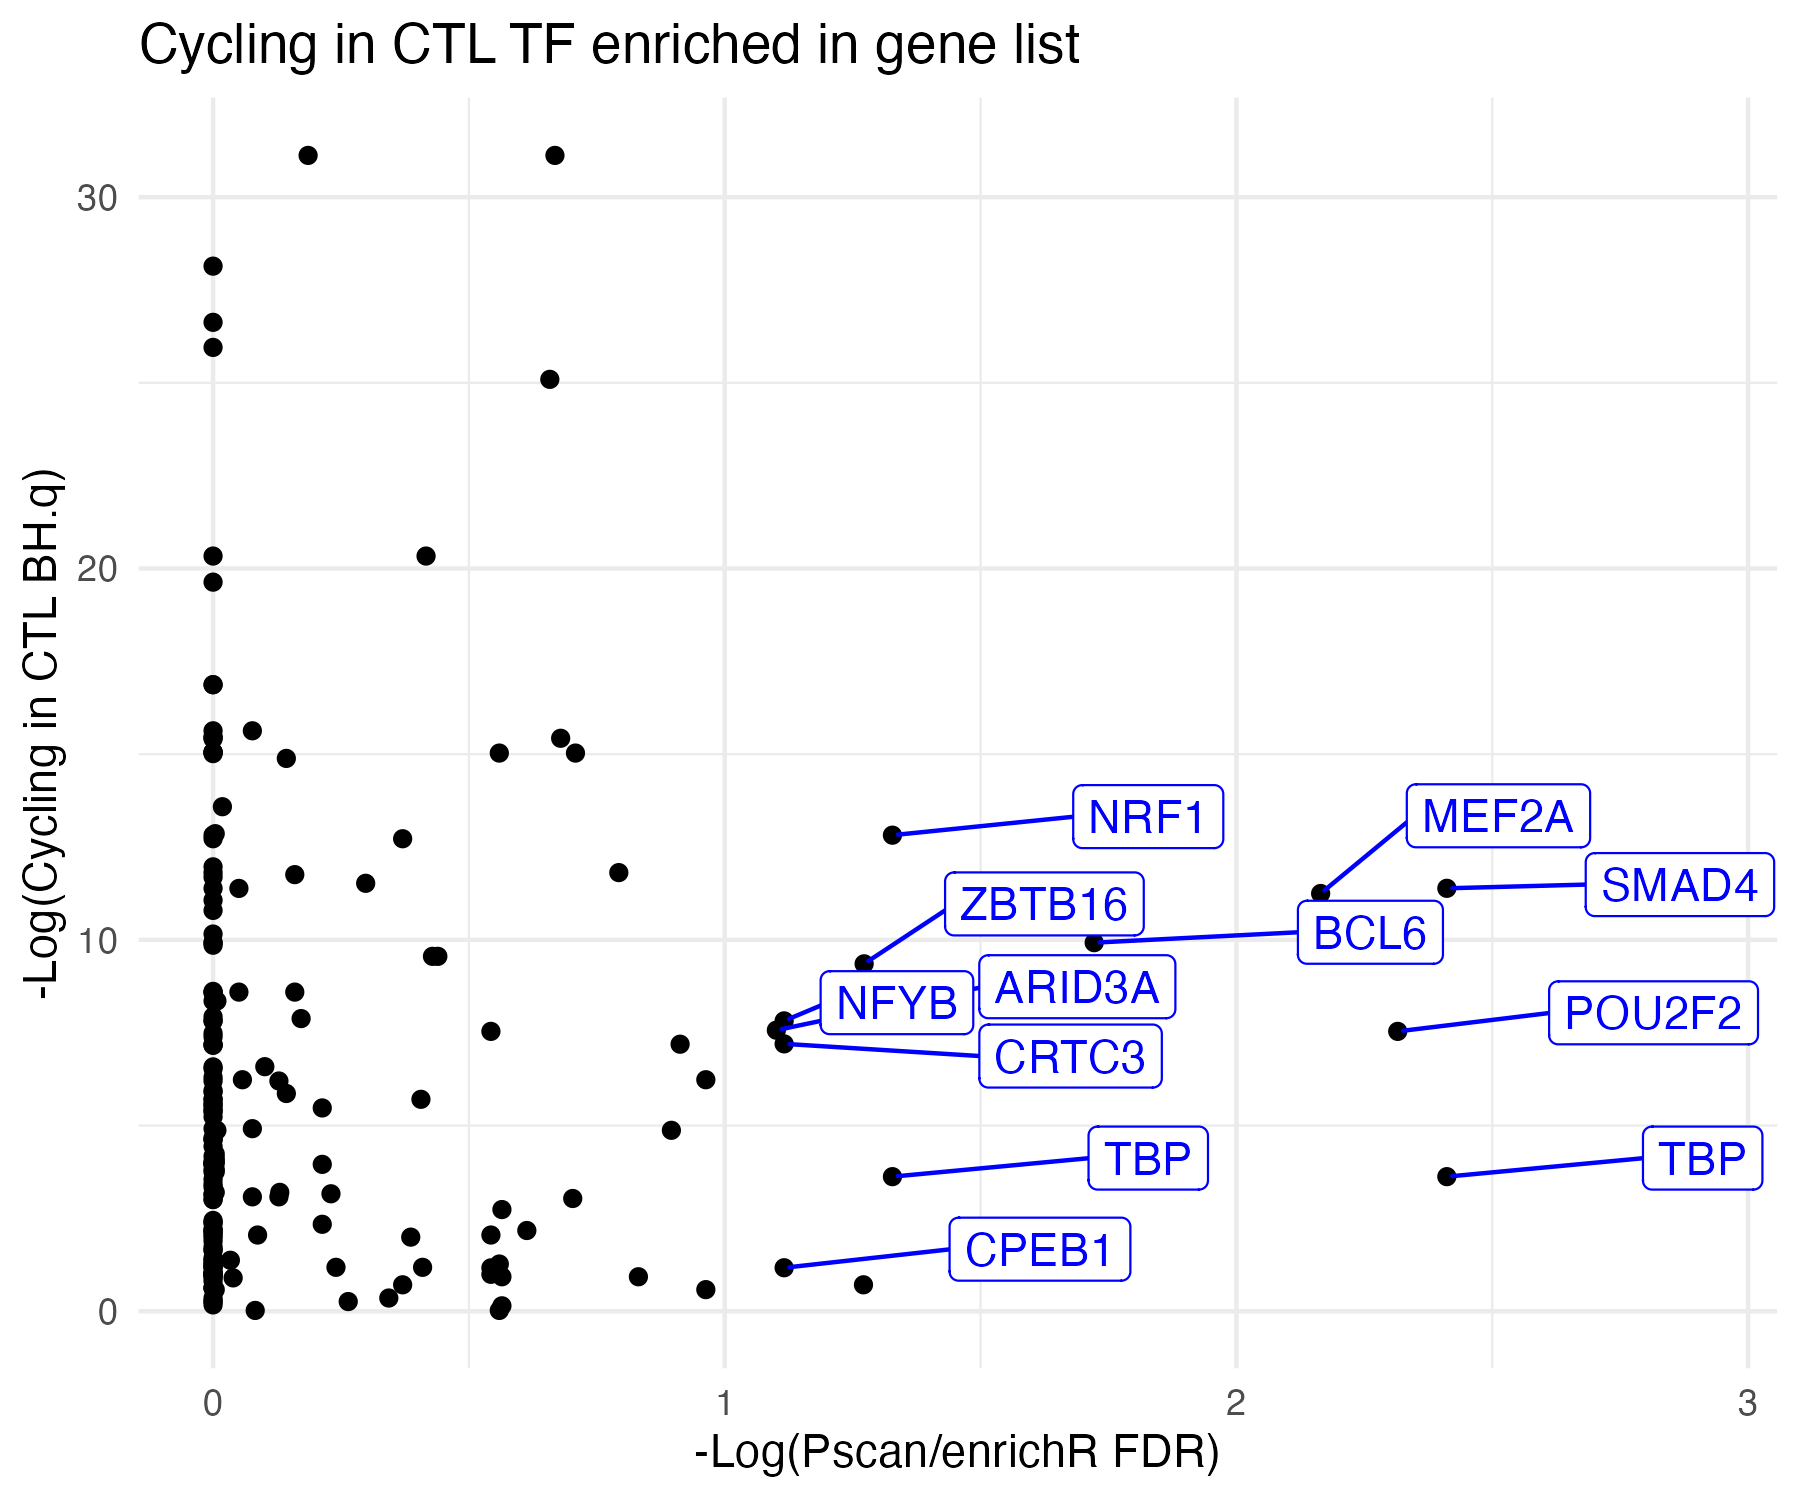 Cycling in CTL TF enriched in gene list
-Log(Cycling in CTL BH.q)
30
20
10
0
NRF1
MEF2A
SMAD4
ZBTB16
BCL6
ARID3A
NFYB
POU2F2
CRTC3
TBP
TBP
CPEB1
0
1
2
3
-Log(Pscan/enrichR FDR)